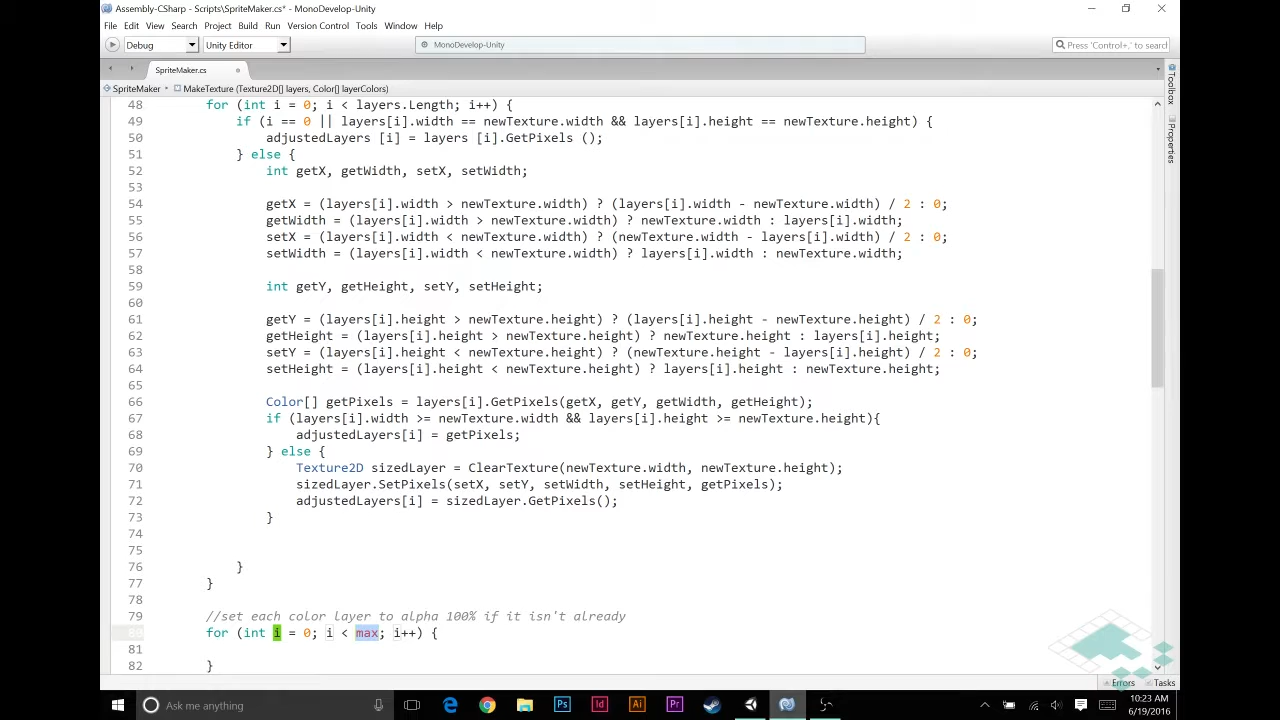 Assembly-CSharp - Scripts\SpriteMaker.cs* - MonoDevelop-Unity
File Edit View Search Project Build Run Version Control Tools Window Help
Debug Unity Editor MonoDevelop-Unity Press 'Control+,' to search
SpriteMaker.cs
SpriteMaker MakeTexture (Texture2D[] layers, Color[] layerColors)
Toolbox
Properties
48 for (int i = 0; i < layers.Length; i++) {
49 if (i == 0 || layers[i].width == newTexture.width && layers[i].height == newTexture.height) {
50 adjustedLayers [i] = layers [i].GetPixels ();
51 } else {
52 int getX, getWidth, setX, setWidth;
53
54 getX = (layers[i].width > newTexture.width) ? (layers[i].width - newTexture.width) / 2 : 0;
55 getWidth = (layers[i].width > newTexture.width) ? newTexture.width : layers[i].width;
56 setX = (layers[i].width < newTexture.width) ? (newTexture.width - layers[i].width) / 2 : 0;
57 setWidth = (layers[i].width < newTexture.width) ? layers[i].width : newTexture.width;
58
59 int getY, getHeight, setY, setHeight;
60
61 getY = (layers[i].height > newTexture.height) ? (layers[i].height - newTexture.height) / 2 : 0;
62 getHeight = (layers[i].height > newTexture.height) ? newTexture.height : layers[i].height;
63 setY = (layers[i].height < newTexture.height) ? (newTexture.height - layers[i].height) / 2 : 0;
64 setHeight = (layers[i].height < newTexture.height) ? layers[i].height : newTexture.height;
65
66 Color[] getPixels = layers[i].GetPixels(getX, getY, getWidth, getHeight);
67 if (layers[i].width >= newTexture.width && layers[i].height >= newTexture.height){
68 adjustedLayers[i] = getPixels;
69 } else {
70 Texture2D sizedLayer = ClearTexture(newTexture.width, newTexture.height);
71 sizedLayer.SetPixels(setX, setY, setWidth, setHeight, getPixels);
72 adjustedLayers[i] = sizedLayer.GetPixels();
73 }
74
75
76 }
77 }
78
79 //set each color layer to alpha 100% if it isn't already
80 for (int i = 0; i < max; i++) {
81
82 }
Errors Tasks
Ask me anything
10:23 AM
6/19/2016